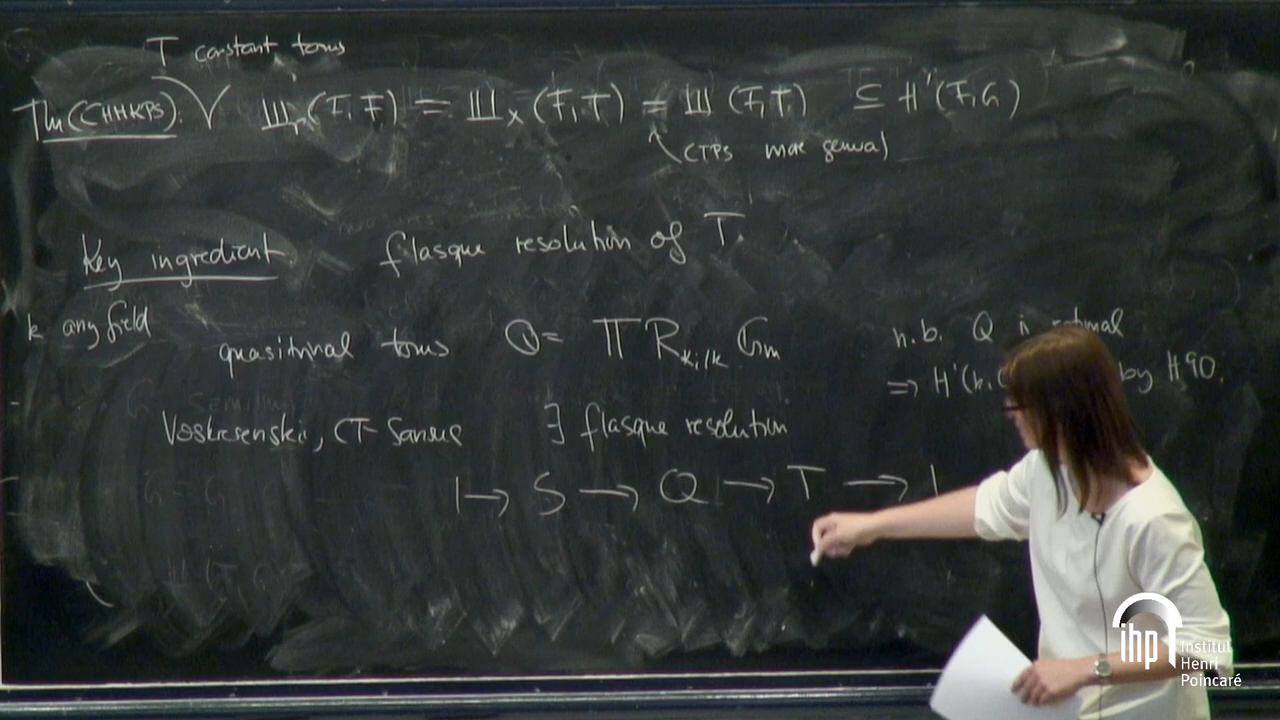 T constant torus
Thm (CHHKPS): Ш (F, T) = Ш_X (F, T) = Ш (F, T) ⊆ H¹(F, G)
CTPS more general
Key ingredient flasque resolution of T.
k any field
quasitrivial torus Q = ∏ R_{k_i/k} G_m
n.b. Q is rational
⇒ H¹(k, by H90.
Voskresenskii, CT-Sansuc ∃ flasque resolution
1 → S → Q → T → 1
ihp
Institut
Henri
Poincaré